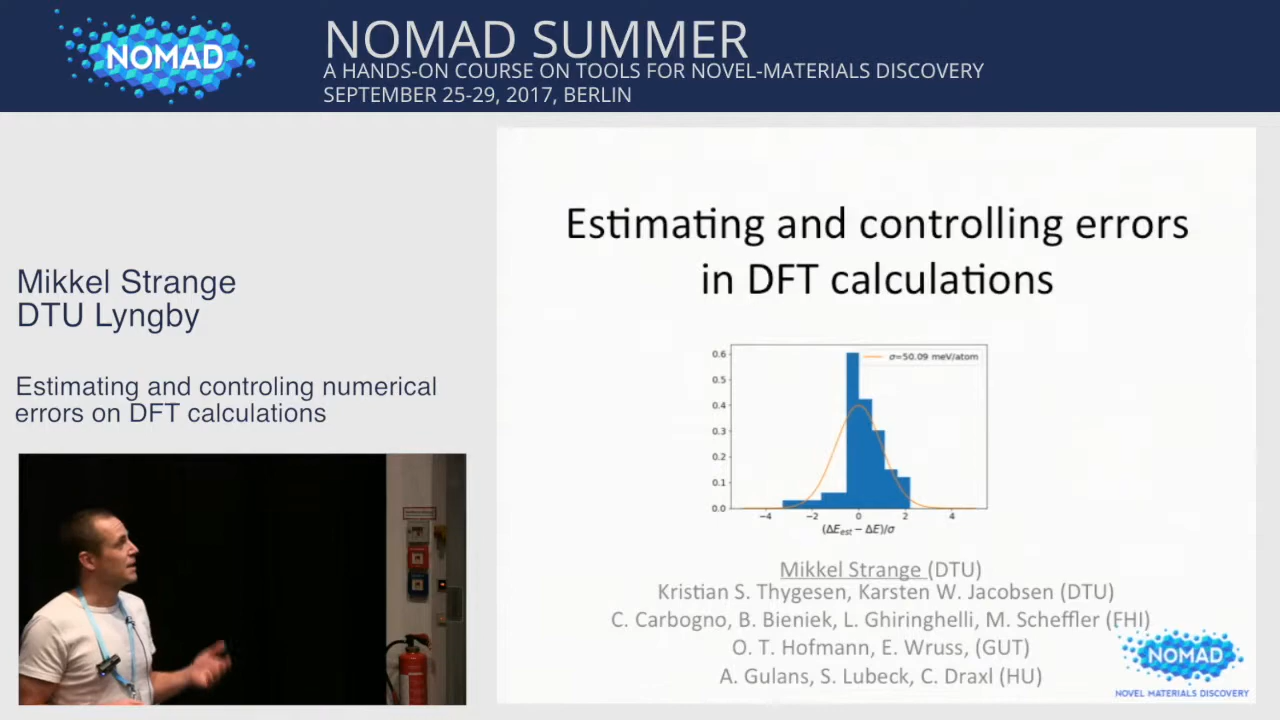 NOMAD
NOMAD SUMMER
A HANDS-ON COURSE ON TOOLS FOR NOVEL-MATERIALS DISCOVERY
SEPTEMBER 25-29, 2017, BERLIN
Mikkel Strange
DTU Lyngby
Estimating and controling numerical
errors on DFT calculations
Estimating and controlling errors
in DFT calculations
σ=50.09 meV/atom
0.6
0.5
0.4
0.3
0.2
0.1
0.0
−4 −2 0 2 4
(ΔEest − ΔE)/σ
Mikkel Strange (DTU)
Kristian S. Thygesen, Karsten W. Jacobsen (DTU)
C. Carbogno, B. Bieniek, L. Ghiringhelli, M. Scheffler (FHI)
O. T. Hofmann, E. Wruss, (GUT)
A. Gulans, S. Lubeck, C. Draxl (HU)
NOMAD
NOVEL MATERIALS DISCOVERY